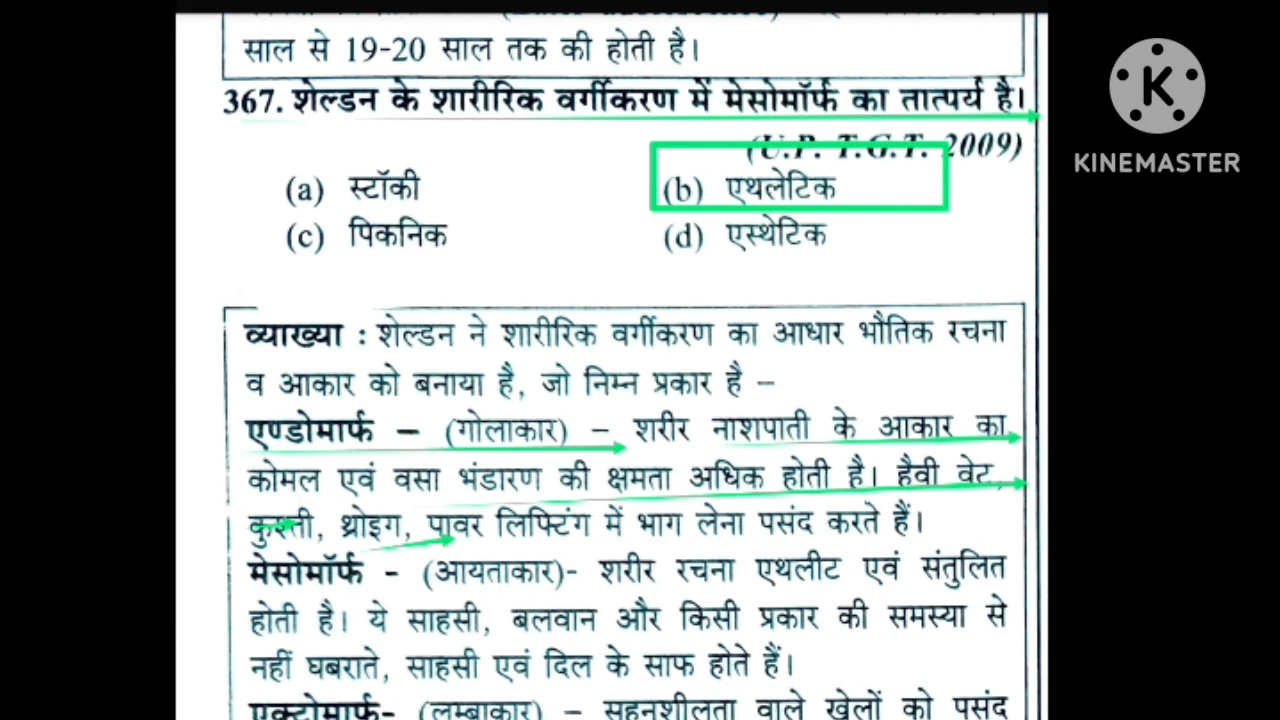 साल से 19-20 साल तक की होती है।
367. शेल्डन के शारीरिक वर्गीकरण में मेसोमॉर्फ का तात्पर्य है।
(U.P. T.G.T. 2009)
(a) स्टॉकी (b) एथलेटिक
(c) पिकनिक (d) एस्थेटिक
व्याख्या : शेल्डन ने शारीरिक वर्गीकरण का आधार भौतिक रचना
व आकार को बनाया है, जो निम्न प्रकार है –
एण्डोमार्फ – (गोलाकार) – शरीर नाशपाती के आकार का
कोमल एवं वसा भंडारण की क्षमता अधिक होती है। हैवी वेट,
कुश्ती, थ्रोइग, पावर लिफ्टिंग में भाग लेना पसंद करते हैं।
मेसोमॉर्फ - (आयताकार)- शरीर रचना एथलीट एवं संतुलित
होती है। ये साहसी, बलवान और किसी प्रकार की समस्या से
नहीं घबराते, साहसी एवं दिल के साफ होते हैं।
एक्टोमार्फ- (लम्बाकार) – सहनशीलता वाले खेलों को पसंद
K
KINEMASTER